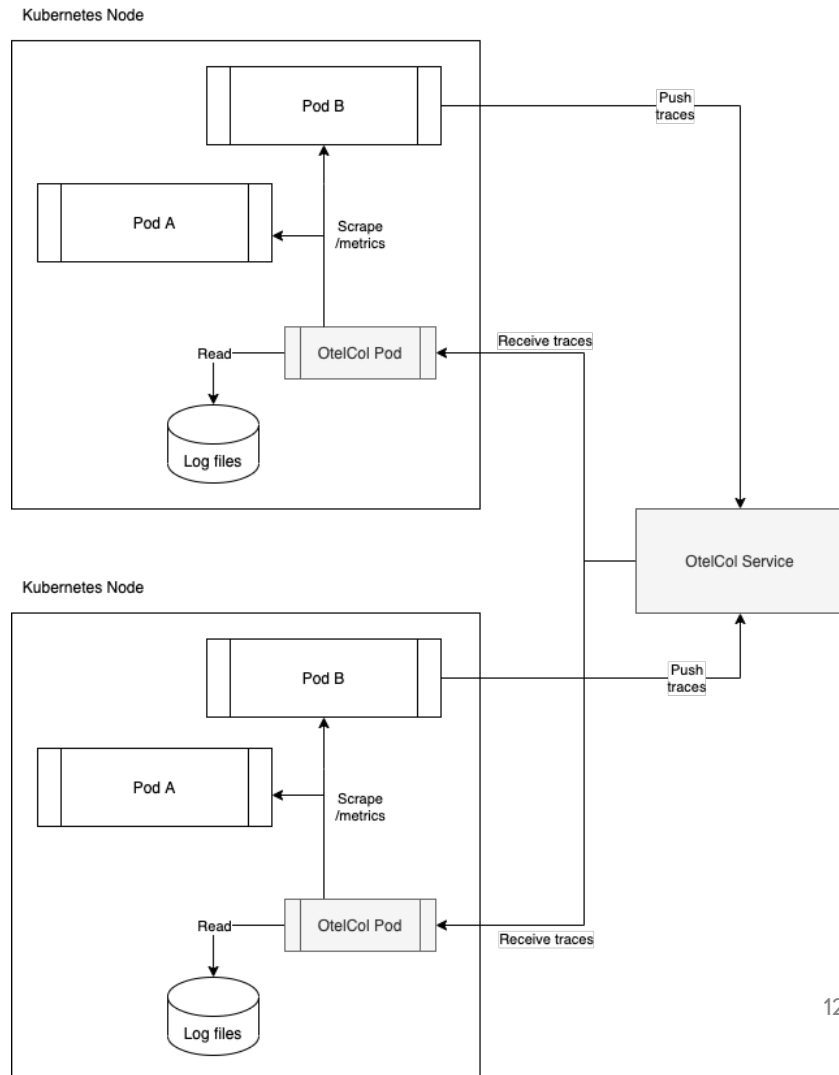 Kubernetes Node
Pod B
Push
traces
Pod A
Scrape
/metrics
Receive traces
Read
OtelCol Pod
Log files
OtelCol Service
Kubernetes Node
Pod B
Push
traces
Pod A
Scrape
/metrics
Read
OtelCol Pod
Receive traces
Log files
12